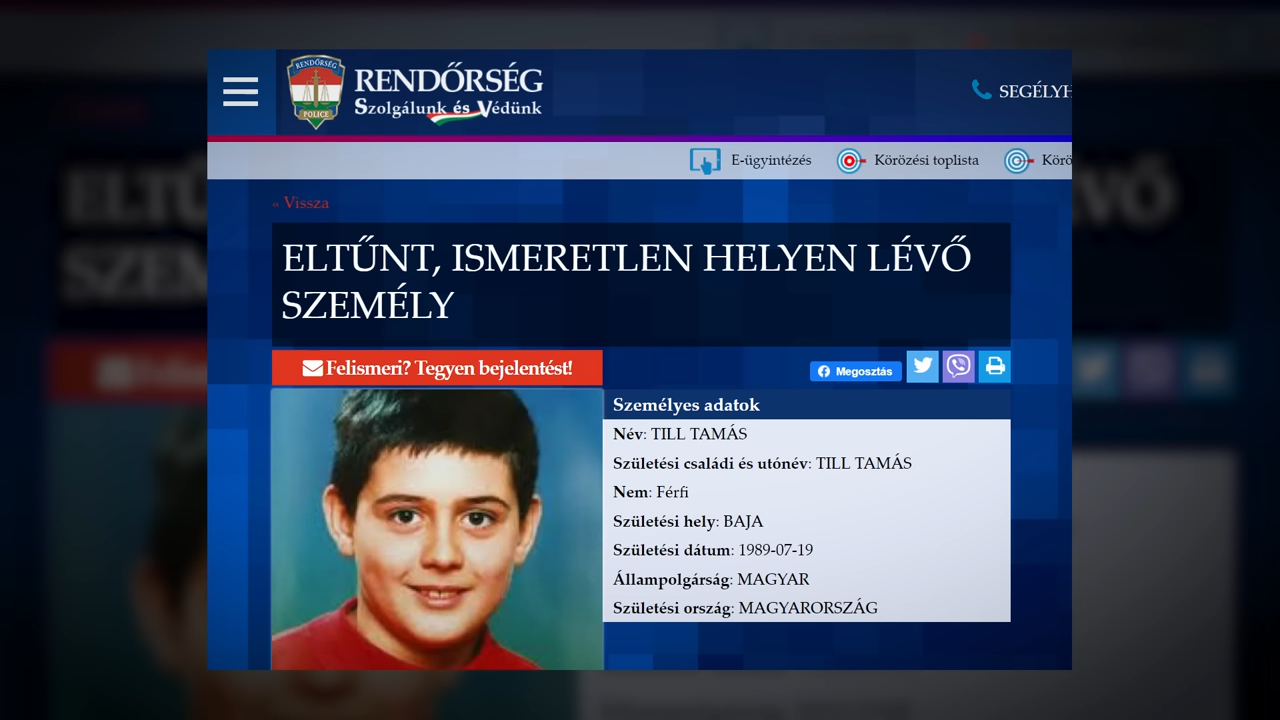 RENDŐRSÉG
POLICE
RENDŐRSÉG
Szolgálunk és Védünk
SEGÉLYH
E-ügyintézés
Körözési toplista
Körö
« Vissza
ELTŰNT, ISMERETLEN HELYEN LÉVŐ
SZEMÉLY
Felismeri? Tegyen bejelentést!
Megosztás
Személyes adatok
Név: TILL TAMÁS
Születési családi és utónév: TILL TAMÁS
Nem: Férfi
Születési hely: BAJA
Születési dátum: 1989-07-19
Állampolgárság: MAGYAR
Születési ország: MAGYARORSZÁG